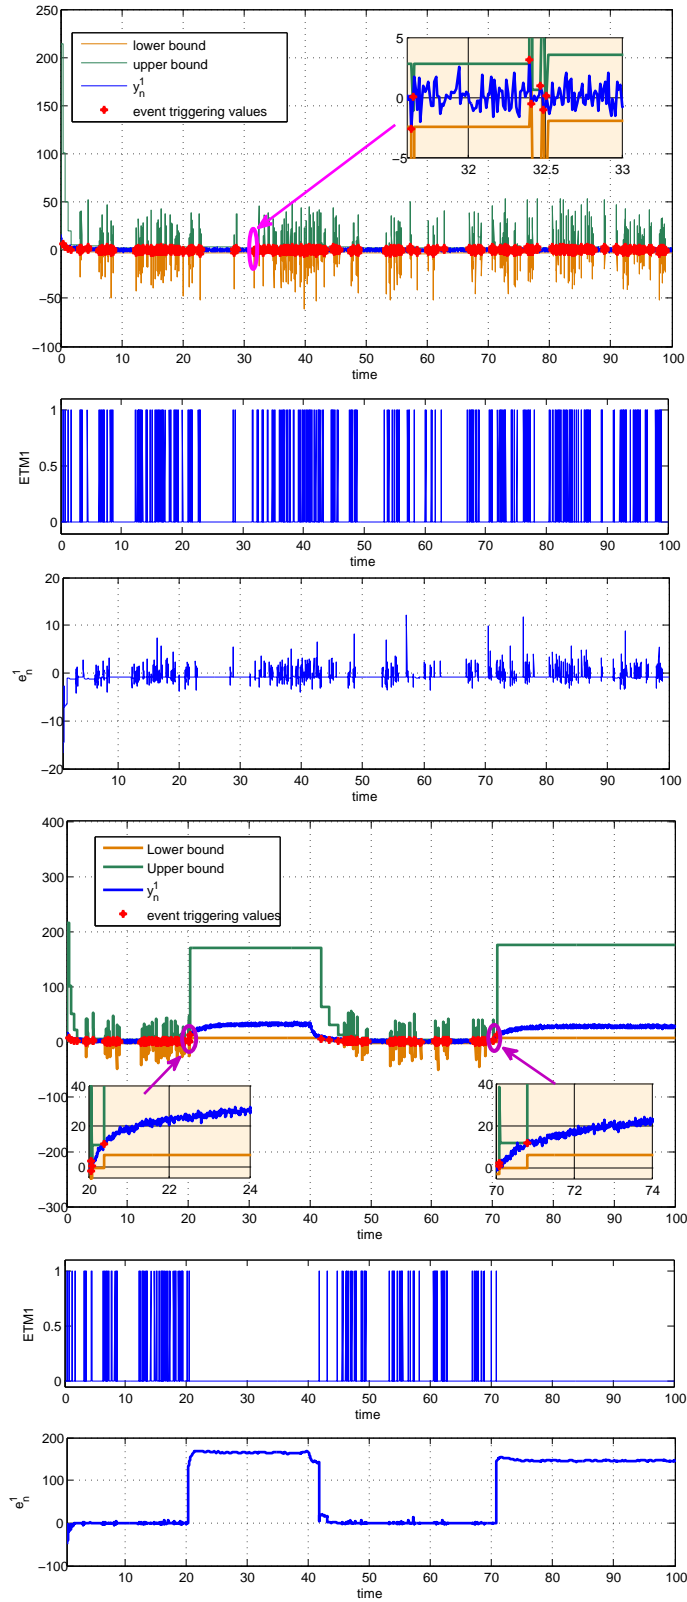 250
200
150
100
50
0
−50
−100
lower bound
upper bound
y_n^1
event triggering values
5
0
−5
32 32.5 33
0 10 20 30 40 50 60 70 80 90 100
time
ETM1
1
0.5
0
0 10 20 30 40 50 60 70 80 90 100
time
e_n^1
20
10
0
−10
−20
10 20 30 40 50 60 70 80 90 100
time
400
300
200
100
0
−100
−200
−300
Lower bound
Upper bound
y_n^1
event triggering values
40
20
0
20 22 24
40
20
0
70 72 74
0 10 20 30 40 50 60 70 80 90 100
time
ETM1
1
0.5
0
0 10 20 30 40 50 60 70 80 90 100
time
e_n^1
200
100
0
−100
0 10 20 30 40 50 60 70 80 90 100
time